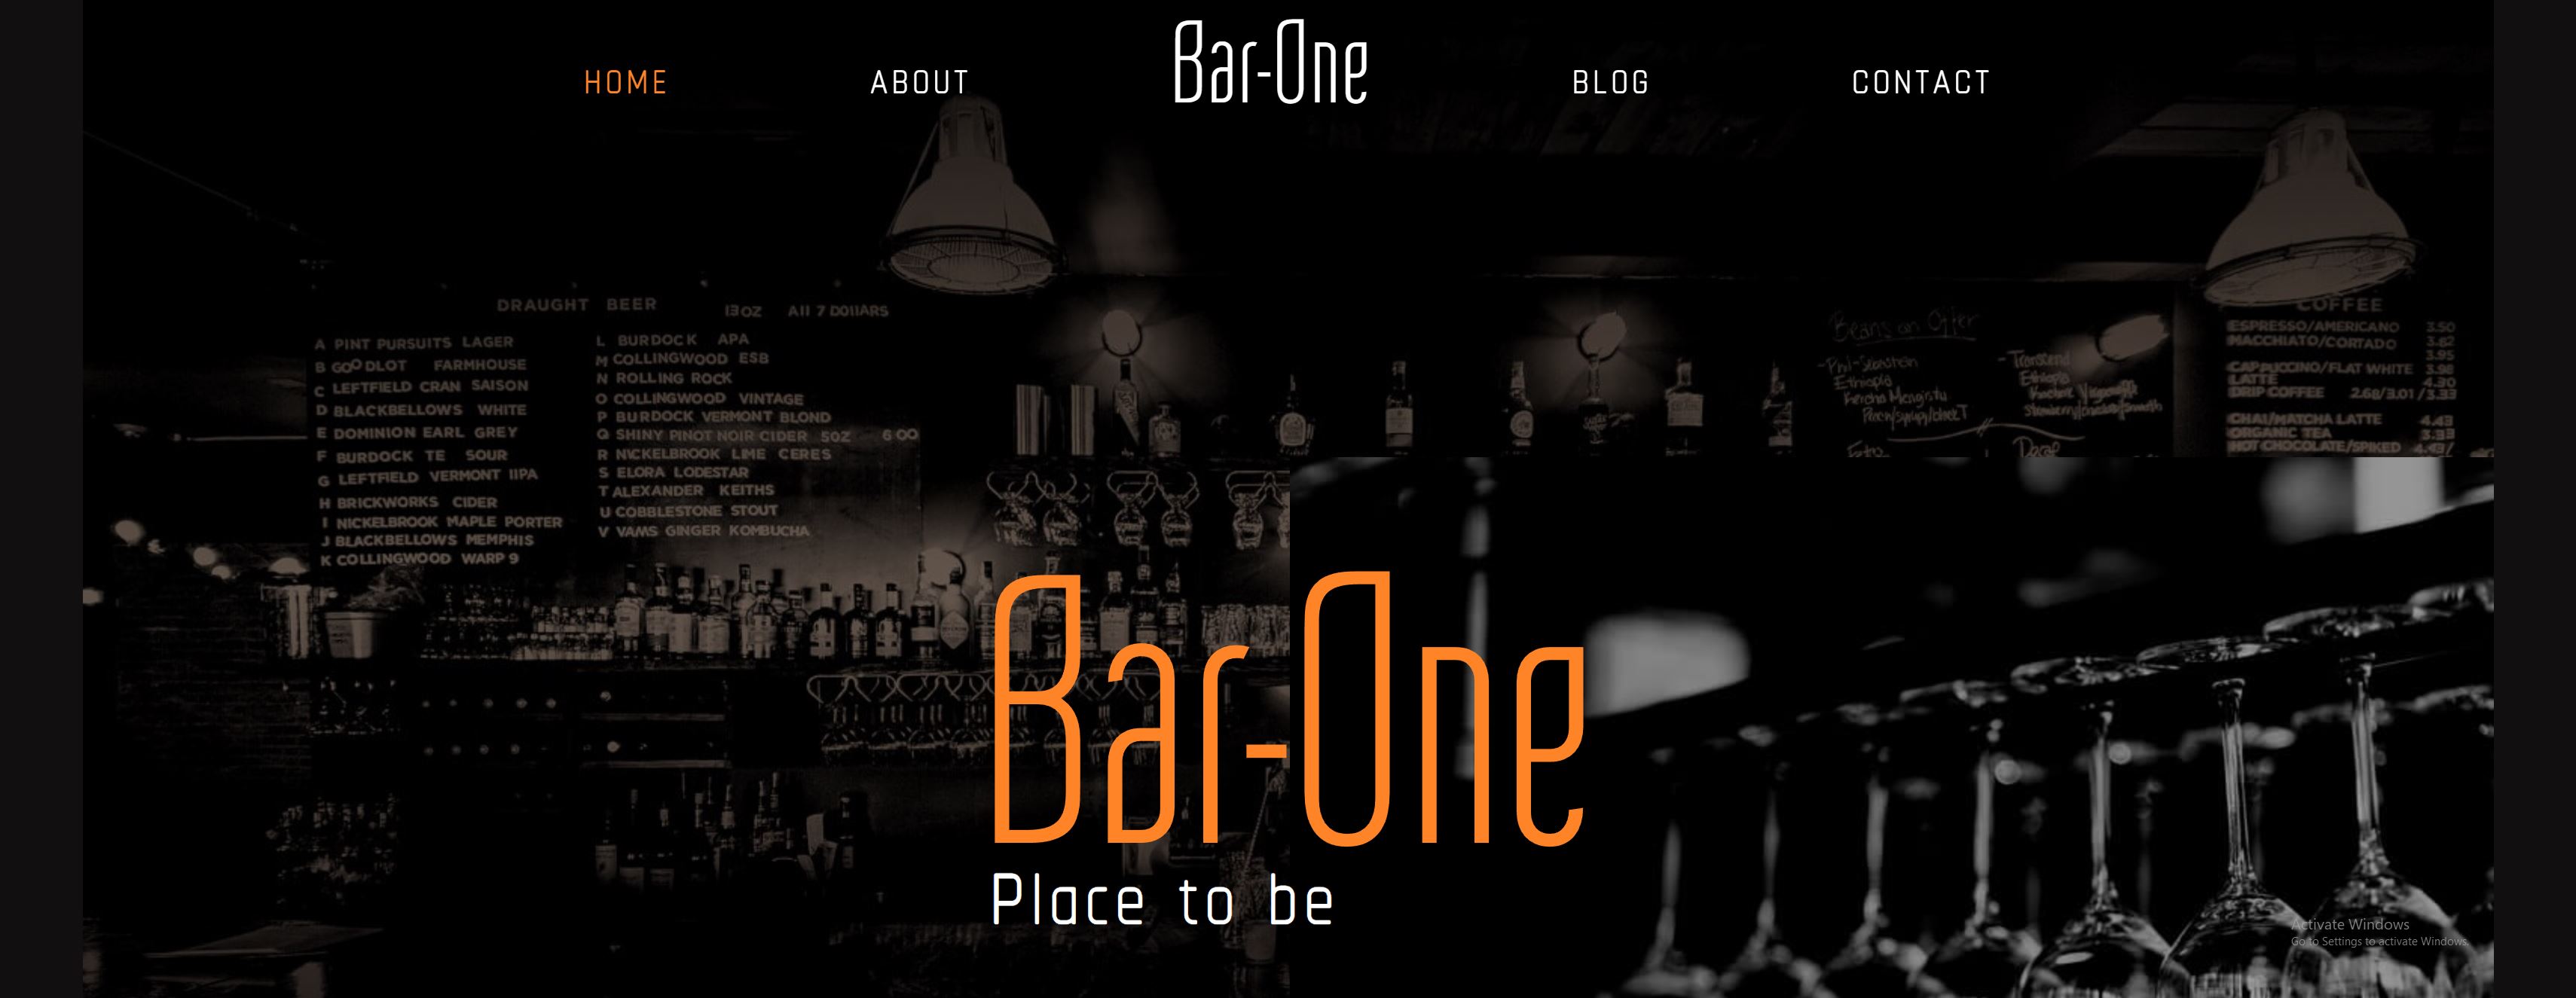 HOME
ABOUT
Bar-One
BLOG
CONTACT
DRAUGHT BEER
13 OZ All 7 DOllARS
A PINT PURSUITS LAGER
B GOODLOT FARMHOUSE
C LEFTFIELD CRAN SAISON
D BLACKBELLOWS WHITE
E DOMINION EARL GREY
F BURDOCK TE SOUR
G LEFTFIELD VERMONT IIPA
H BRICKWORKS CIDER
I NICKELBROOK MAPLE PORTER
J BLACKBELLOWS MEMPHIS
K COLLINGWOOD WARP 9
L BURDOCK APA
M COLLINGWOOD ESB
N ROLLING ROCK
O COLLINGWOOD VINTAGE
P BURDOCK VERMONT BLOND
Q SHINY PINOT NOIR CIDER 5OZ 6 00
R NICKELBROOK LIME CERES
S ELORA LODESTAR
T ALEXANDER KEITHS
U COBBLESTONE STOUT
V VAMS GINGER KOMBUCHA
Beans on Offer
Ethiopia
Ethiopia
COFFEE
ESPRESSO/AMERICANO 3.50
MACCHIATO/CORTADO 3.62
3.95
CAPPUCCINO/FLAT WHITE 3.98
LATTE 4.30
DRIP COFFEE 2.68/3.01/3.33
CHAI/MATCHA LATTE 4.43
ORGANIC TEA 3.33
HOT CHOCOLATE/SPIKED
Bar-One
Place to be
Activate Windows
Go to Settings to activate Windows.